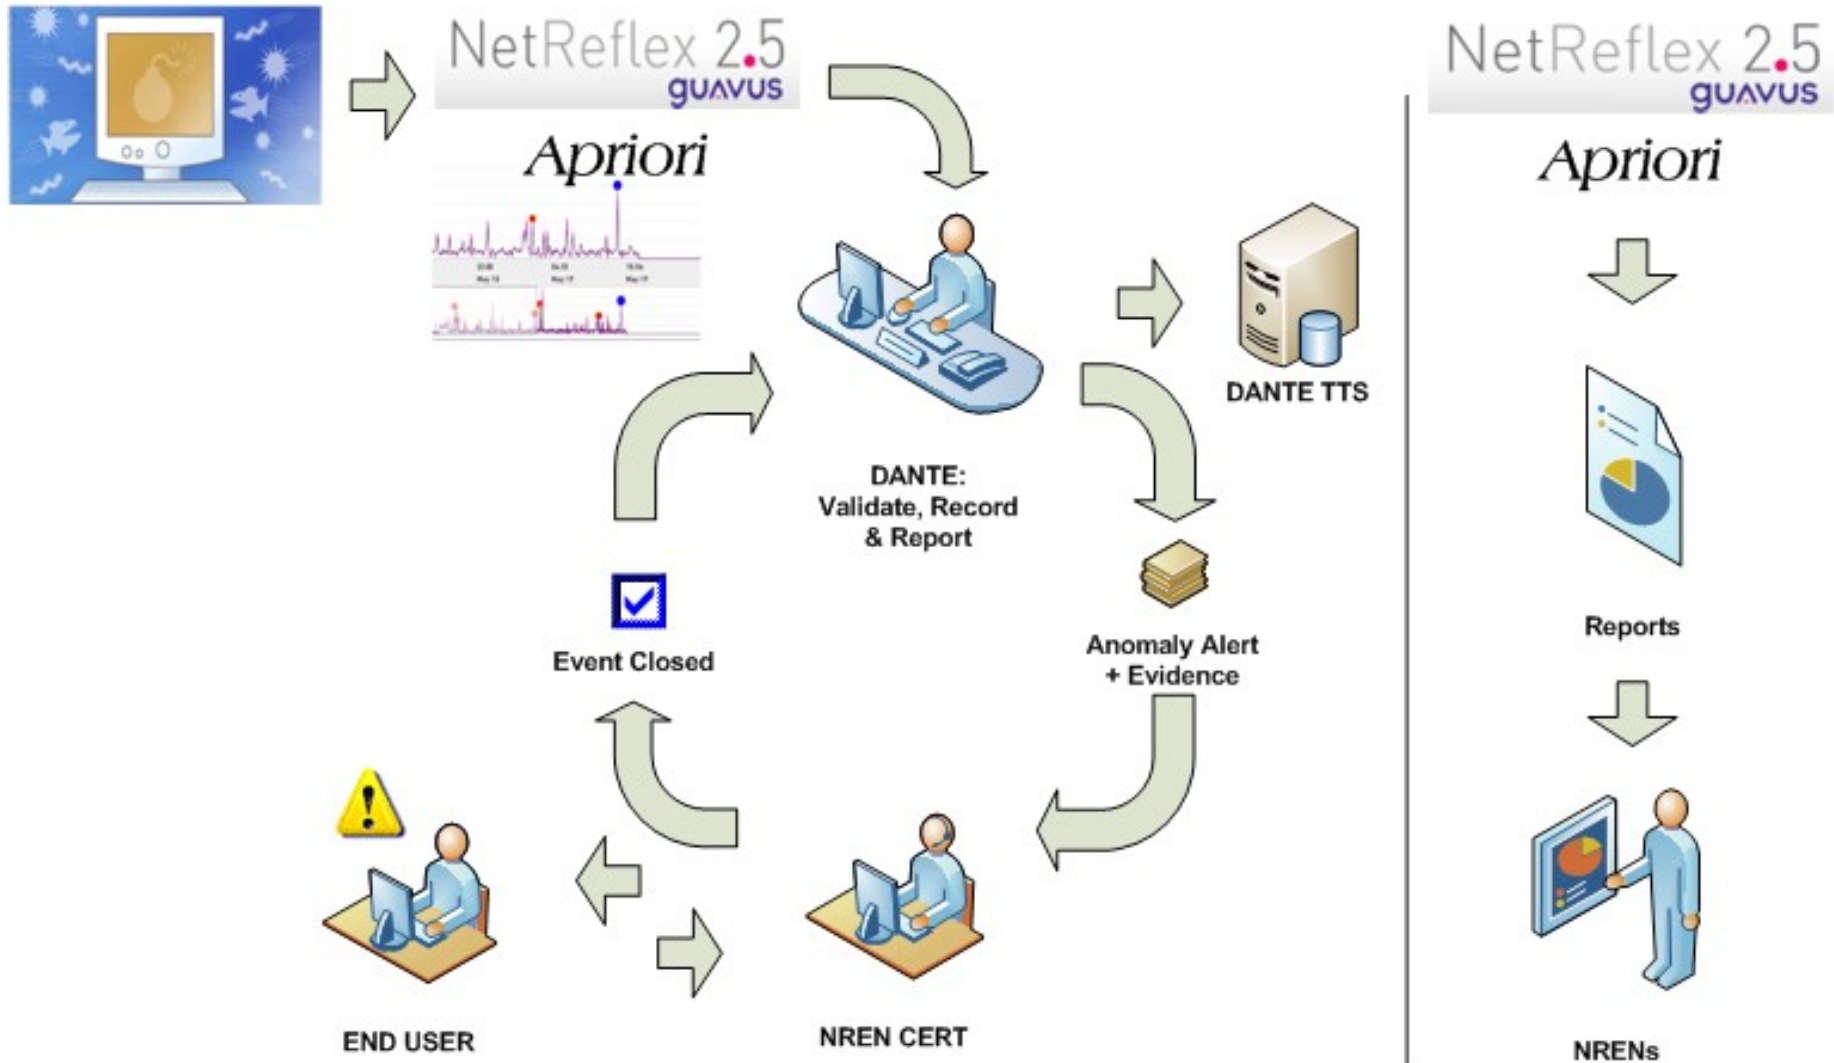 NetReflex 2.5
guavus
Apriori
DANTE TTS
DANTE:
Validate, Record
& Report
Anomaly Alert
+ Evidence
Event Closed
END USER
NREN CERT
NetReflex 2.5
guavus
Apriori
Reports
NRENs